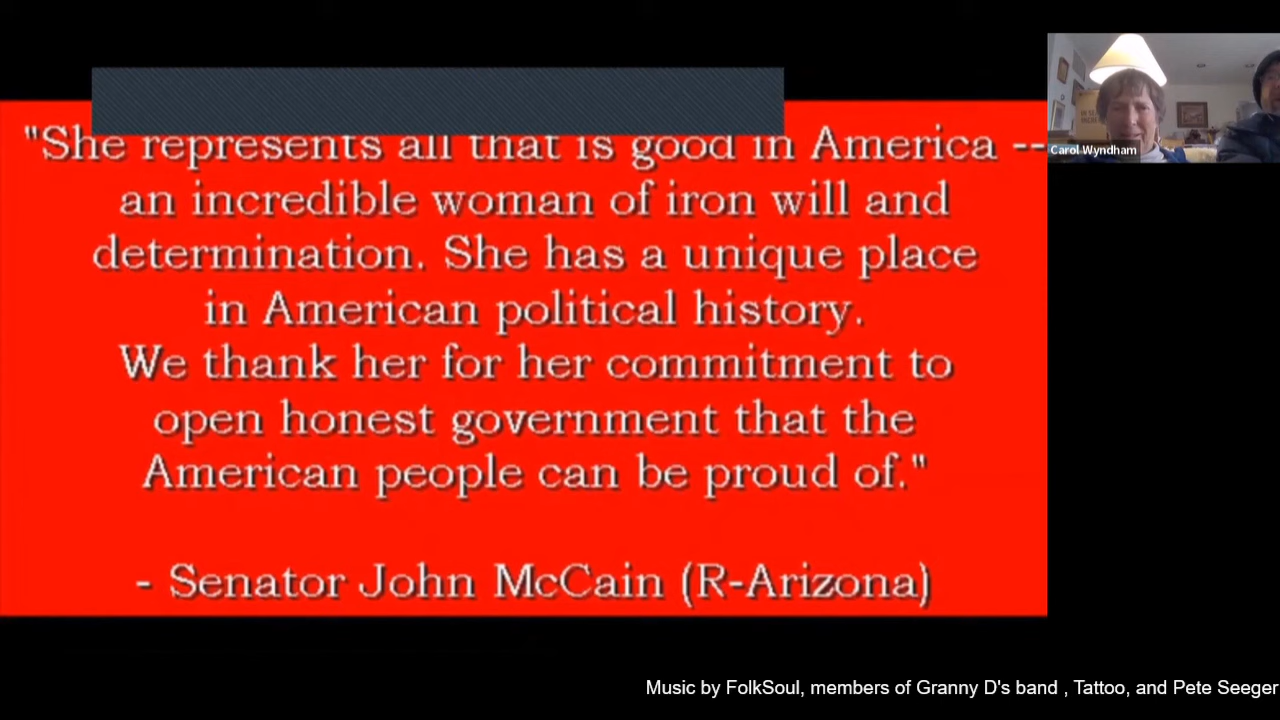 "She represents all that is good in America --
an incredible woman of iron will and
determination. She has a unique place
in American political history.
We thank her for her commitment to
open honest government that the
American people can be proud of."
- Senator John McCain (R-Arizona)
Carol Wyndham
Music by FolkSoul, members of Granny D's band , Tattoo, and Pete Seeger